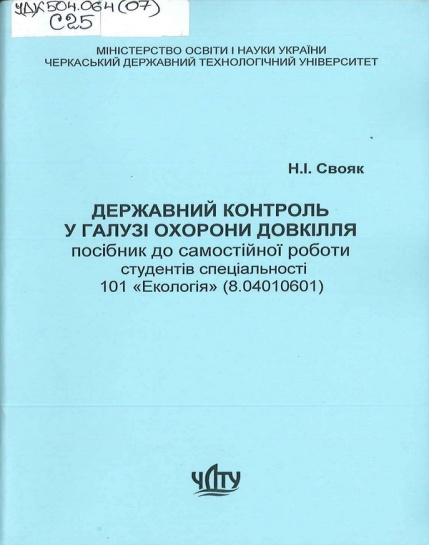 УДК504.064(07)
С25
МІНІСТЕРСТВО ОСВІТИ І НАУКИ УКРАЇНИ
ЧЕРКАСЬКИЙ ДЕРЖАВНИЙ ТЕХНОЛОГІЧНИЙ УНІВЕРСИТЕТ
Н.І. Свояк
ДЕРЖАВНИЙ КОНТРОЛЬ
У ГАЛУЗІ ОХОРОНИ ДОВКІЛЛЯ
посібник до самостійної роботи
студентів спеціальності
101 «Екологія» (8.04010601)
ЧДТУ